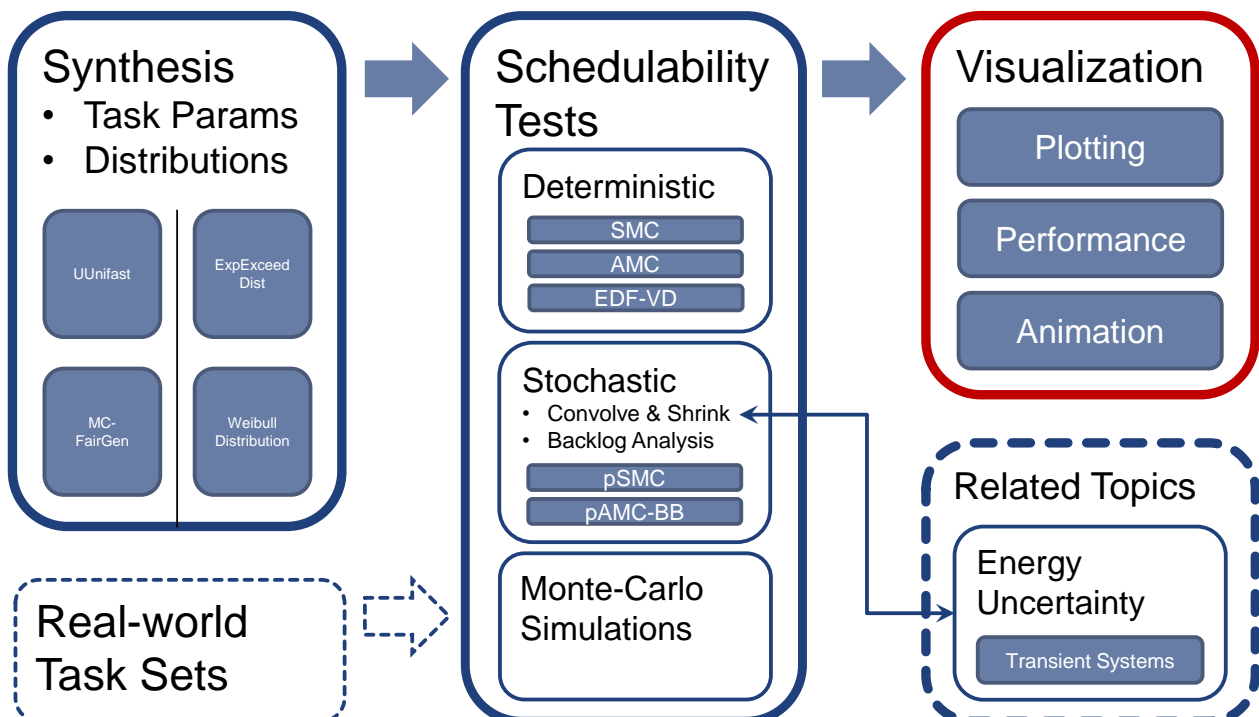 Synthesis
• Task Params
• Distributions
UUnifast
ExpExceed
Dist
MC-
FairGen
Weibull
Distribution
Real-world
Task Sets
Schedulability
Tests
Deterministic
SMC
AMC
EDF-VD
Stochastic
• Convolve & Shrink
• Backlog Analysis
pSMC
pAMC-BB
Monte-Carlo
Simulations
Visualization
Plotting
Performance
Animation
Related Topics
Energy
Uncertainty
Transient Systems